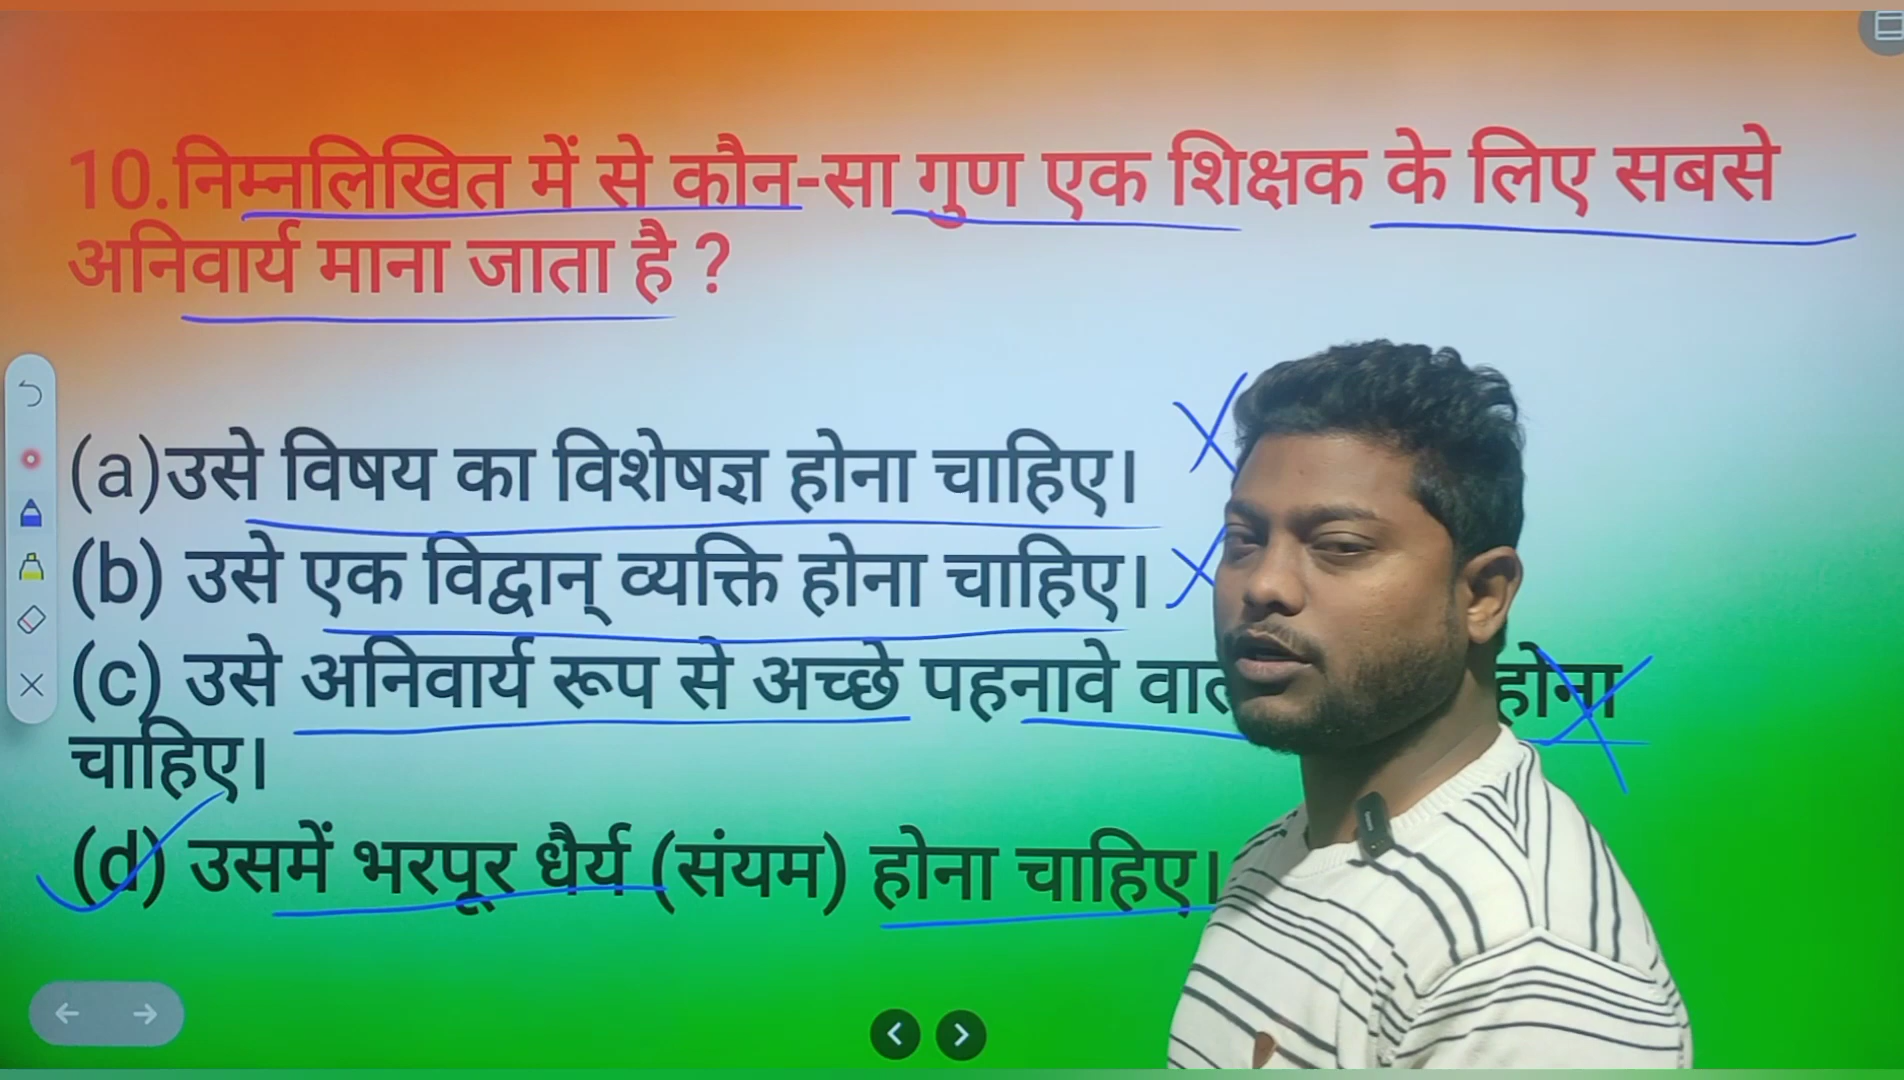 10.निम्नलिखित में से कौन-सा गुण एक शिक्षक के लिए सबसे
अनिवार्य माना जाता है ?
(a)उसे विषय का विशेषज्ञ होना चाहिए।
(b) उसे एक विद्वान् व्यक्ति होना चाहिए।
(c) उसे अनिवार्य रूप से अच्छे पहनावे होना
चाहिए।
(d) उसमें भरपूर धैर्य (संयम) होना चाहिए।